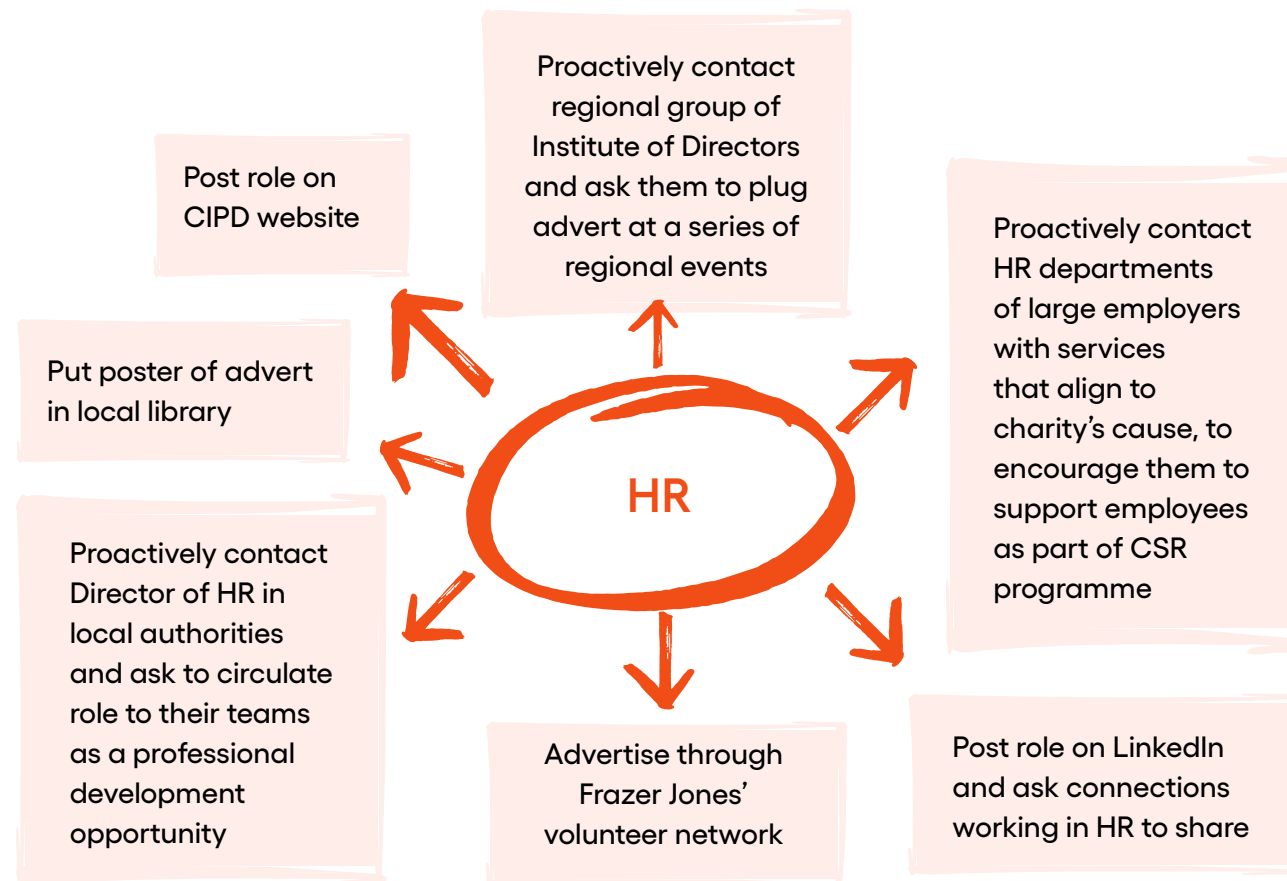 Proactively contact
regional group of
Institute of Directors
and ask them to plug
advert at a series of
regional events
Post role on
CIPD website
Proactively contact
HR departments
of large employers
with services
that align to
charity’s cause, to
encourage them to
support employees
as part of CSR
programme
Put poster of advert
in local library
HR
Proactively contact
Director of HR in
local authorities
and ask to circulate
role to their teams
as a professional
development
opportunity
Advertise through
Frazer Jones’
volunteer network
Post role on LinkedIn
and ask connections
working in HR to share